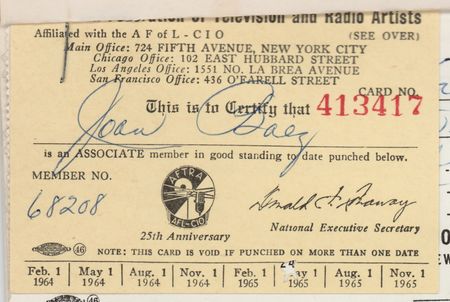 of Television and Radio Artists
Affiliated with the A F of L - CIO (SEE OVER)
Main Office: 724 FIFTH AVENUE, NEW YORK CITY
Chicago Office: 102 EAST HUBBARD STREET
Los Angeles Office: 1551 NO. LA BREA AVENUE
San Francisco Office: 436 O'FARELL STREET
CARD NO.
This is to Certify that 413417
Joan Baez
is an ASSOCIATE member in good standing to date punched below.
MEMBER NO.
68208
AFTRA
AFL-CIO
25th Anniversary
National Executive Secretary
46 NOTE: THIS CARD IS VOID IF PUNCHED ON MORE THAN ONE DATE
Feb. 1 May 1 Aug. 1 Nov. 1 Feb. 1 May 1 Aug. 1 Nov. 1
1964 1964 1964 1964 1965 1965 1965 1965
46